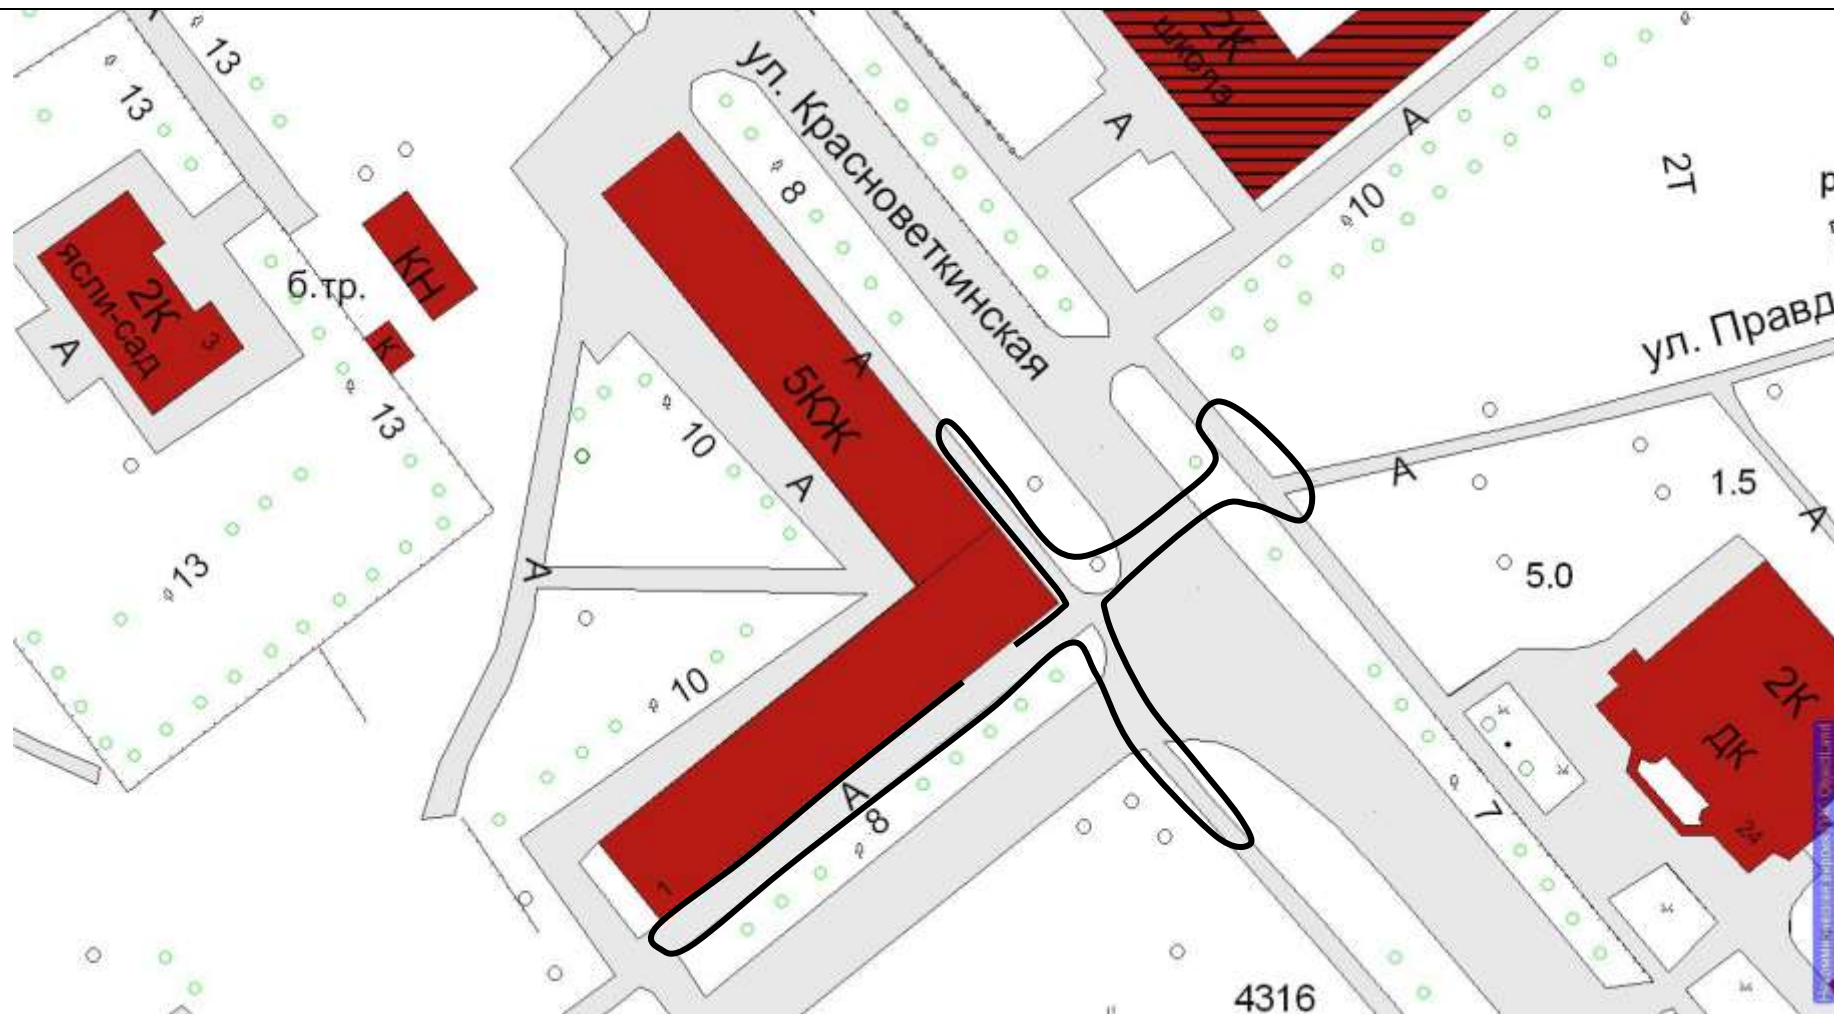 13
13
2К
школа
А
ул. Красноветкинская
8
А
10
2Т
КН
б.тр.
2К
ясли-сад
3
А
К
ул. Правд
А
5КЖ
10
13
А
А
1.5
А
5.0
А
13
10
2К
ДК
24
А
8
7
1
4316